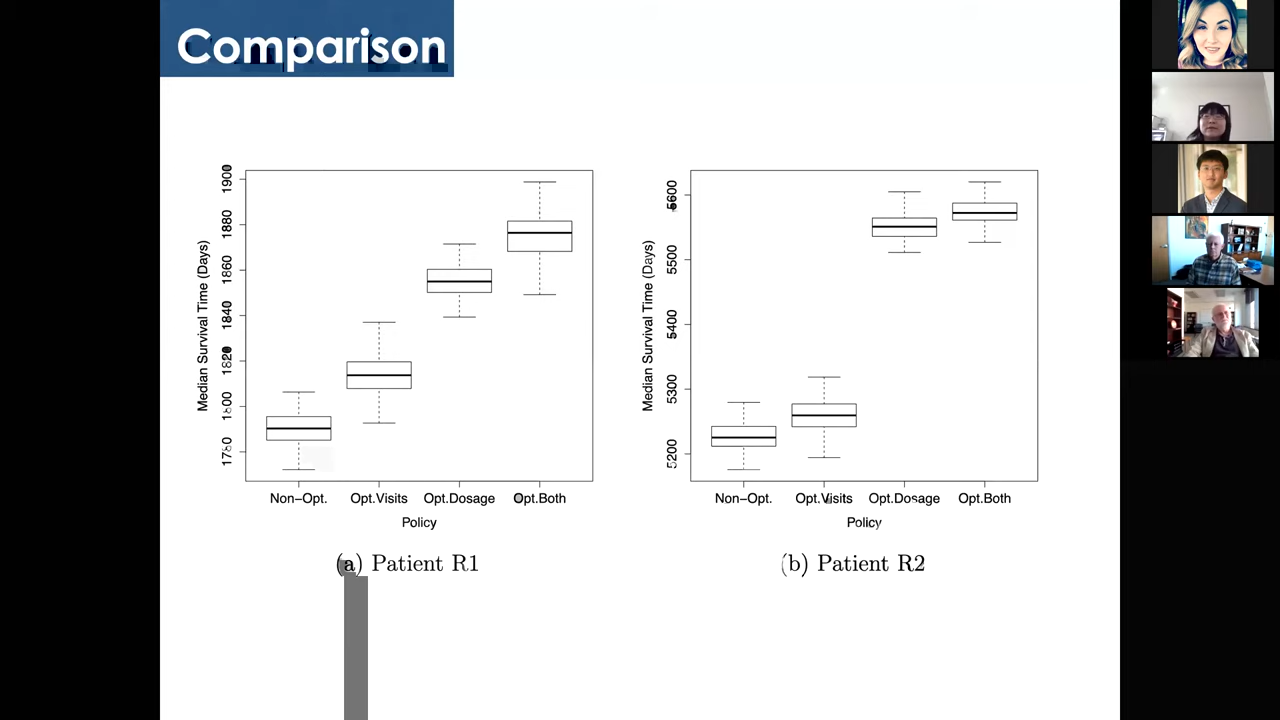 Comparison
Median Survival Time (Days)
1900
1880
1860
1840
1820
1800
1780
Non-Opt.
Opt.Visits
Opt.Dosage
Opt.Both
Policy
(a) Patient R1
Median Survival Time (Days)
5600
5500
5400
5300
5200
Non-Opt.
Opt.Visits
Opt.Dosage
Opt.Both
Policy
(b) Patient R2